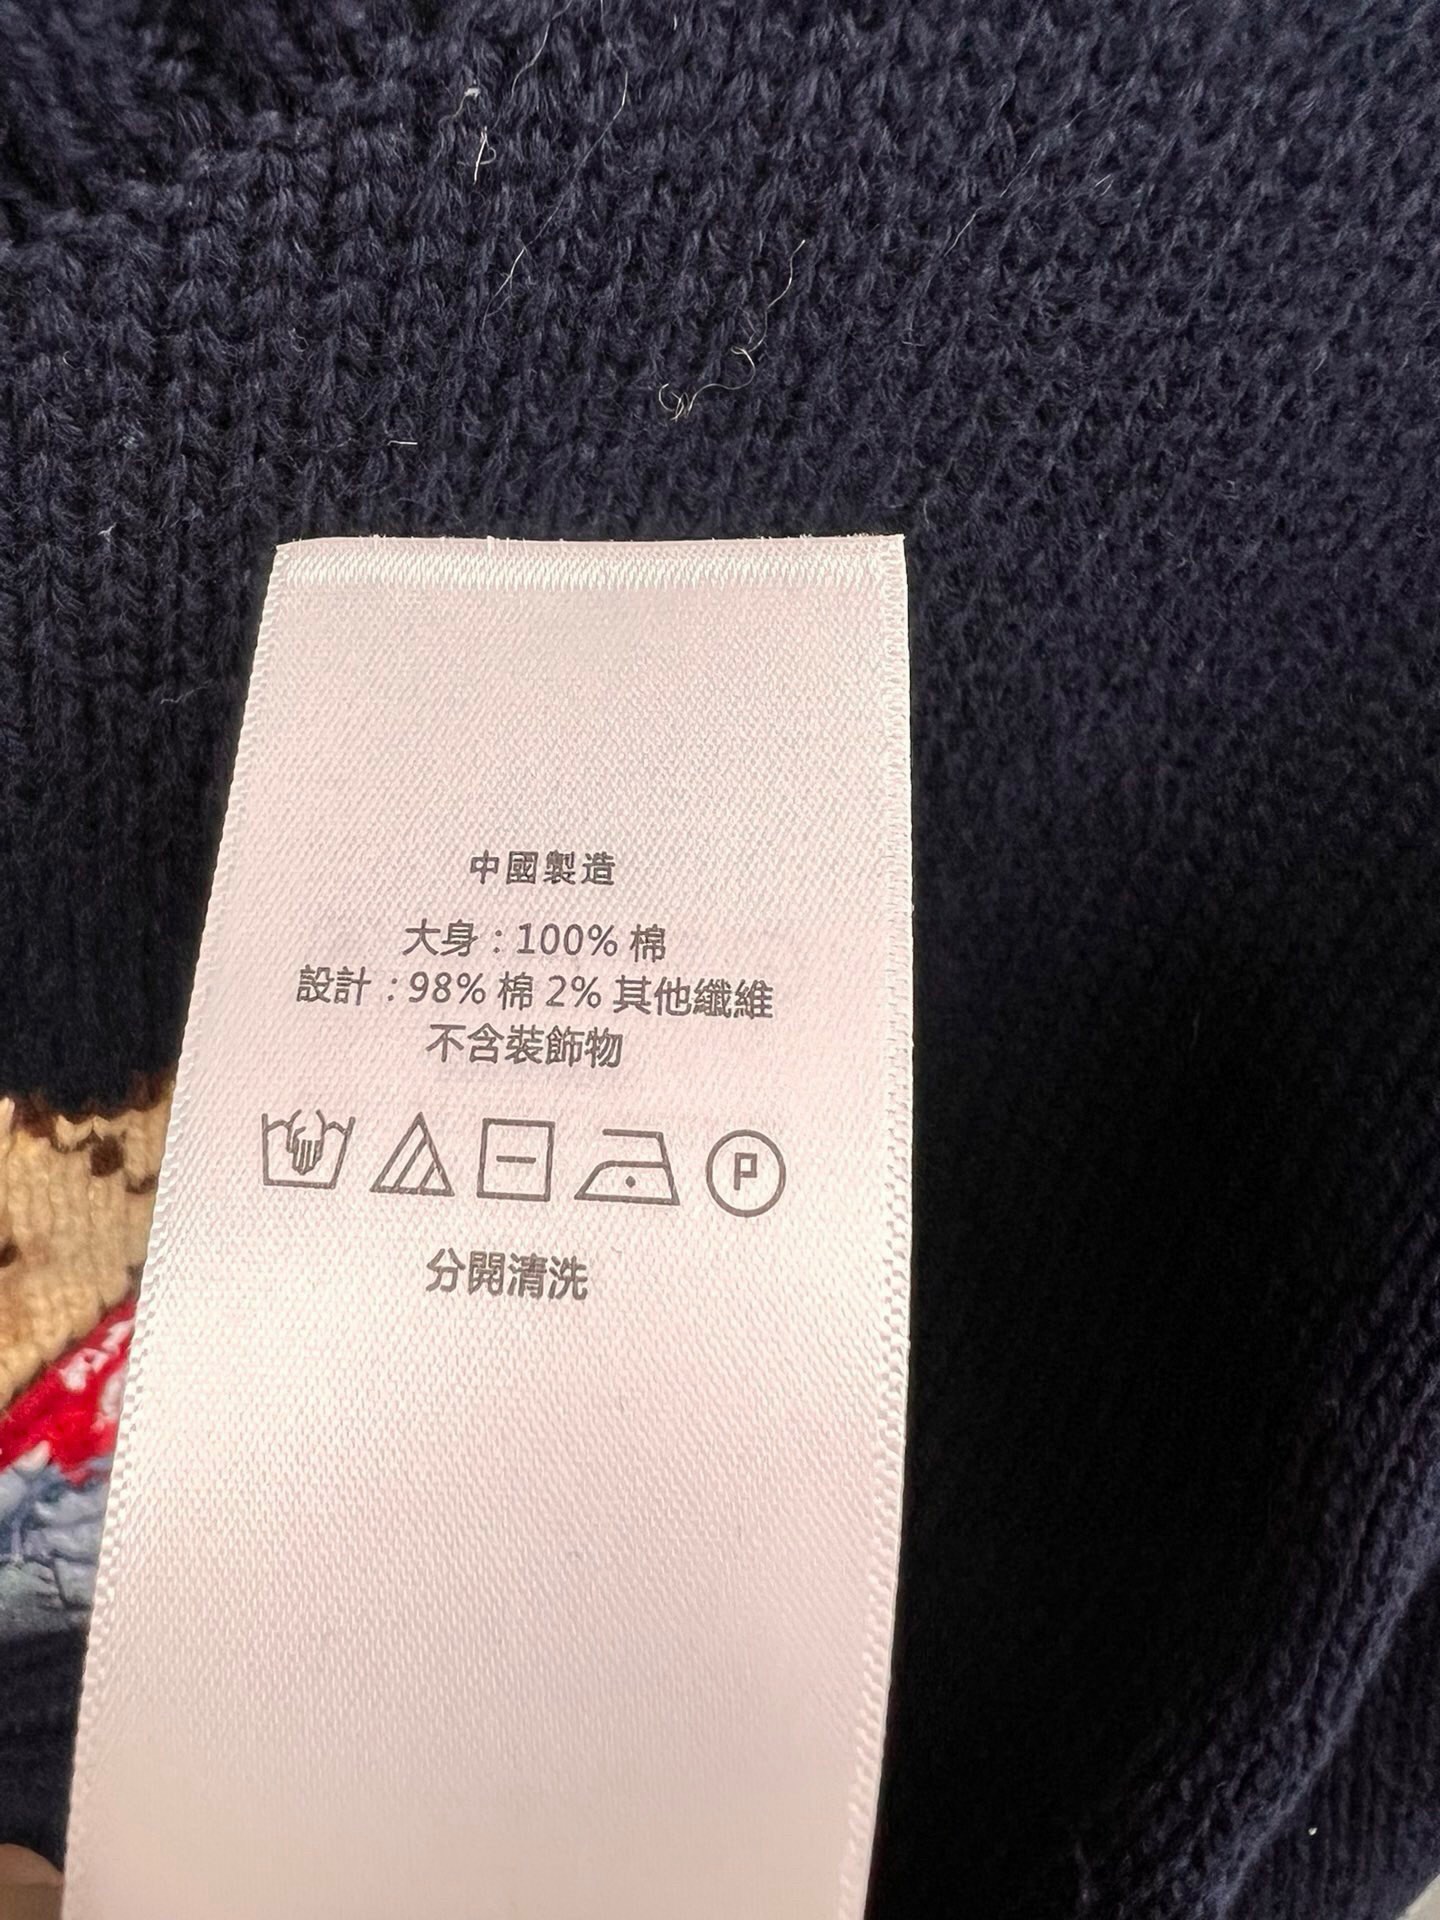 中國製造
大身：100% 棉
設計：98% 棉 2% 其他纖維
不含裝飾物
P
分開清洗